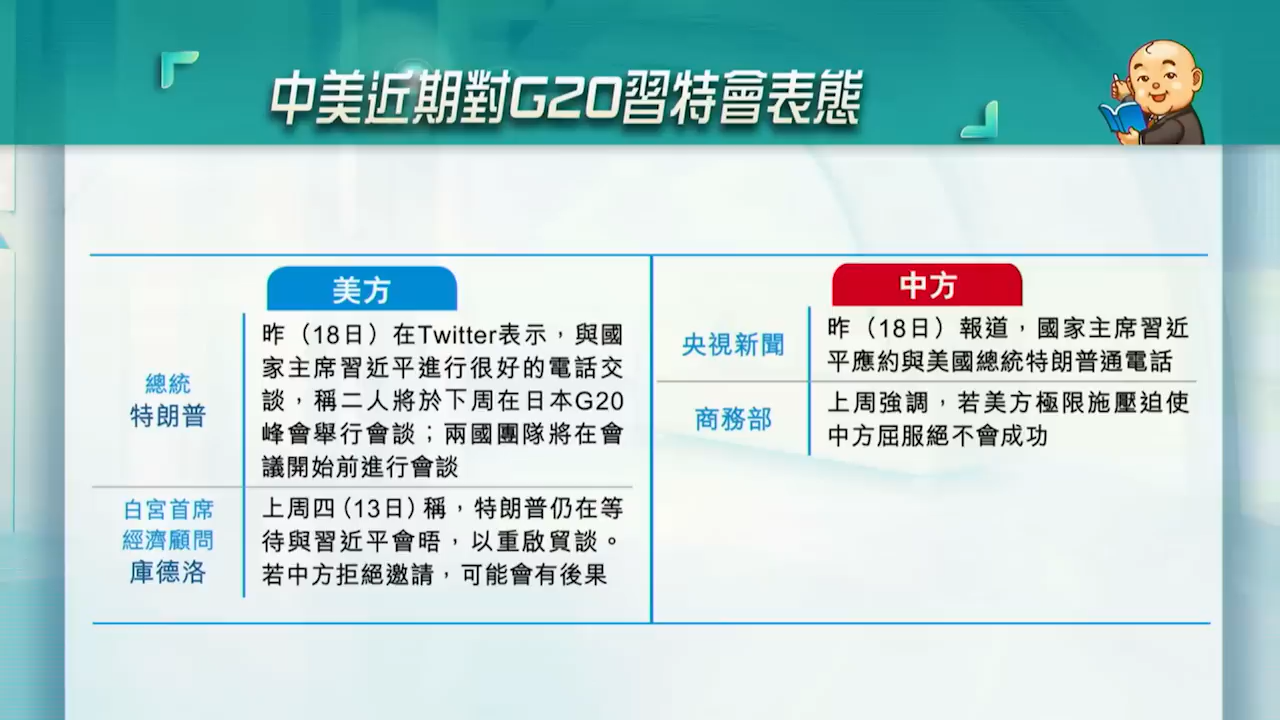 中美近期對G20習特會表態
美方
總統
特朗普
昨（18日）在Twitter表示，與國
家主席習近平進行很好的電話交
談，稱二人將於下周在日本G20
峰會舉行會談；兩國團隊將在會
議開始前進行會談
白宮首席
經濟顧問
庫德洛
上周四（13日）稱，特朗普仍在等
待與習近平會晤，以重啟貿談。
若中方拒絕邀請，可能會有後果
中方
央視新聞
昨（18日）報道，國家主席習近
平應約與美國總統特朗普通電話
商務部
上周強調，若美方極限施壓迫使
中方屈服絕不會成功